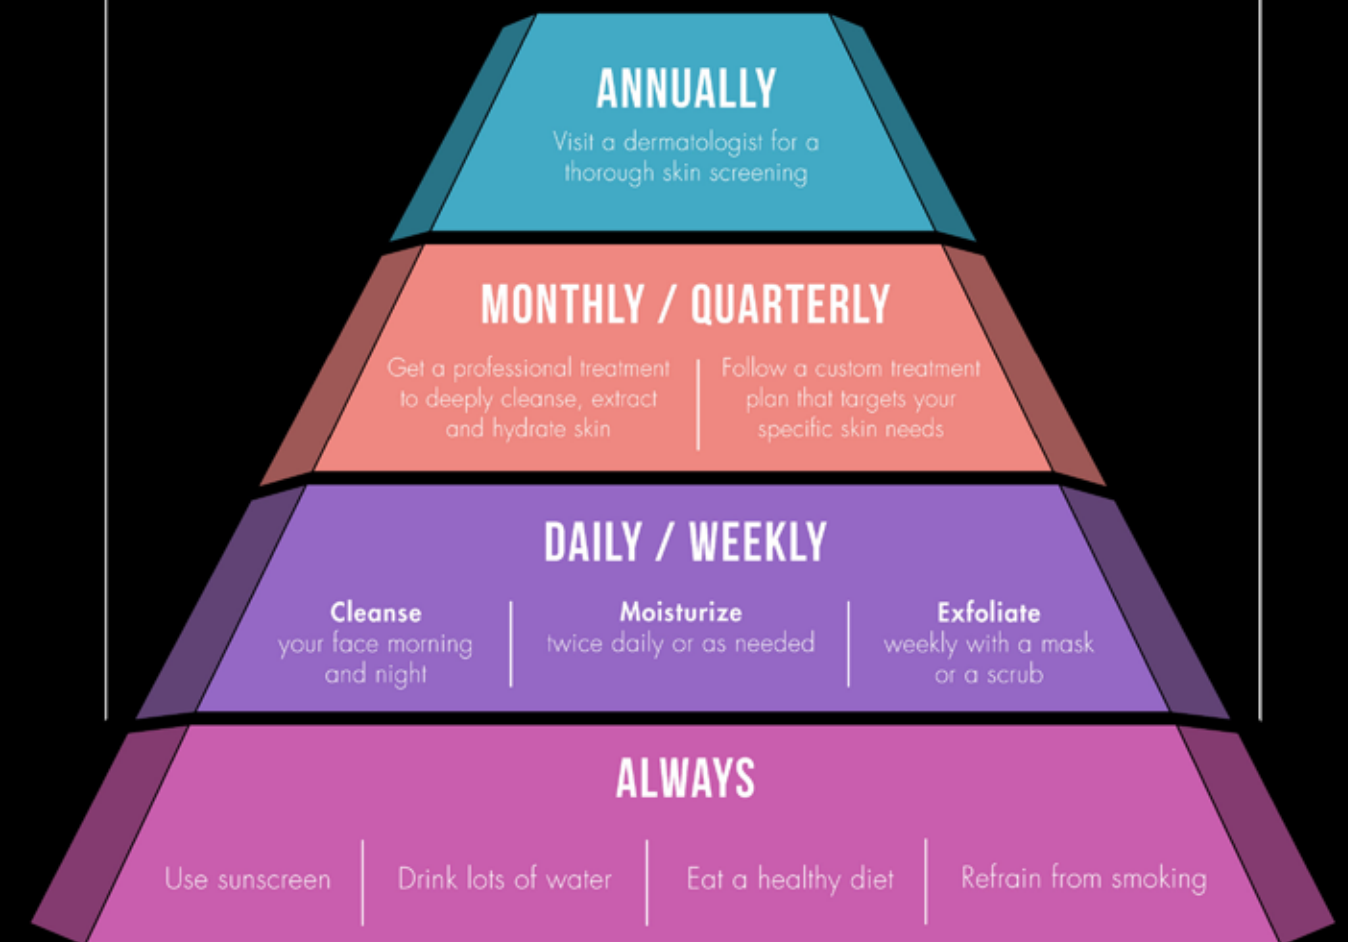 ANNUALLY
Visit a dermatologist for a
thorough skin screening
MONTHLY / QUARTERLY
Get a professional treatment
to deeply cleanse, extract
and hydrate skin
Follow a custom treatment
plan that targets your
specific skin needs
DAILY / WEEKLY
Cleanse
your face morning
and night
Moisturize
twice daily or as needed
Exfoliate
weekly with a mask
or a scrub
ALWAYS
Use sunscreen
Drink lots of water
Eat a healthy diet
Refrain from smoking